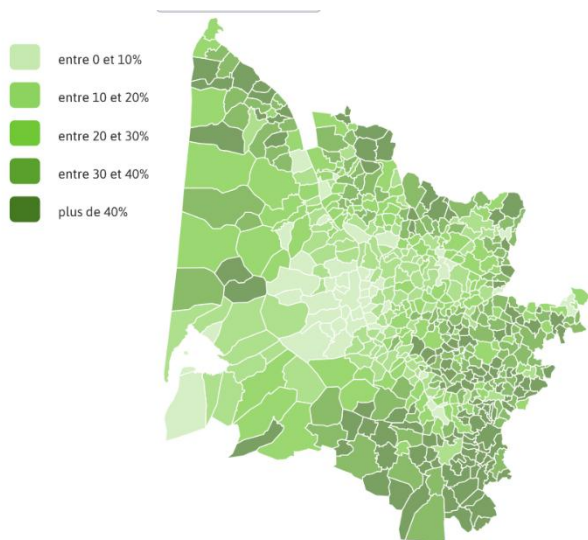 entre 0 et 10%
entre 10 et 20%
entre 20 et 30%
entre 30 et 40%
plus de 40%